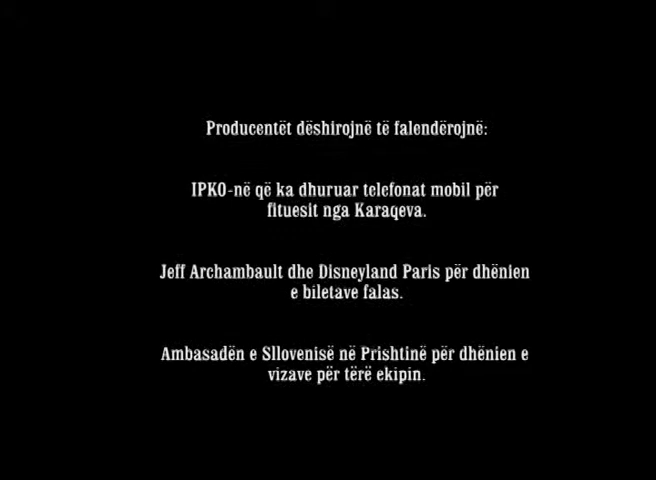 Producentët dëshirojnë të falendërojnë:
IPKO-në që ka dhuruar telefonat mobil për
fituesit nga Karaqeva.
Jeff Archambault dhe Disneyland Paris për dhënien
e biletave falas.
Ambasadën e Sllovenisë në Prishtinë për dhënien e
vizave për tërë ekipin.